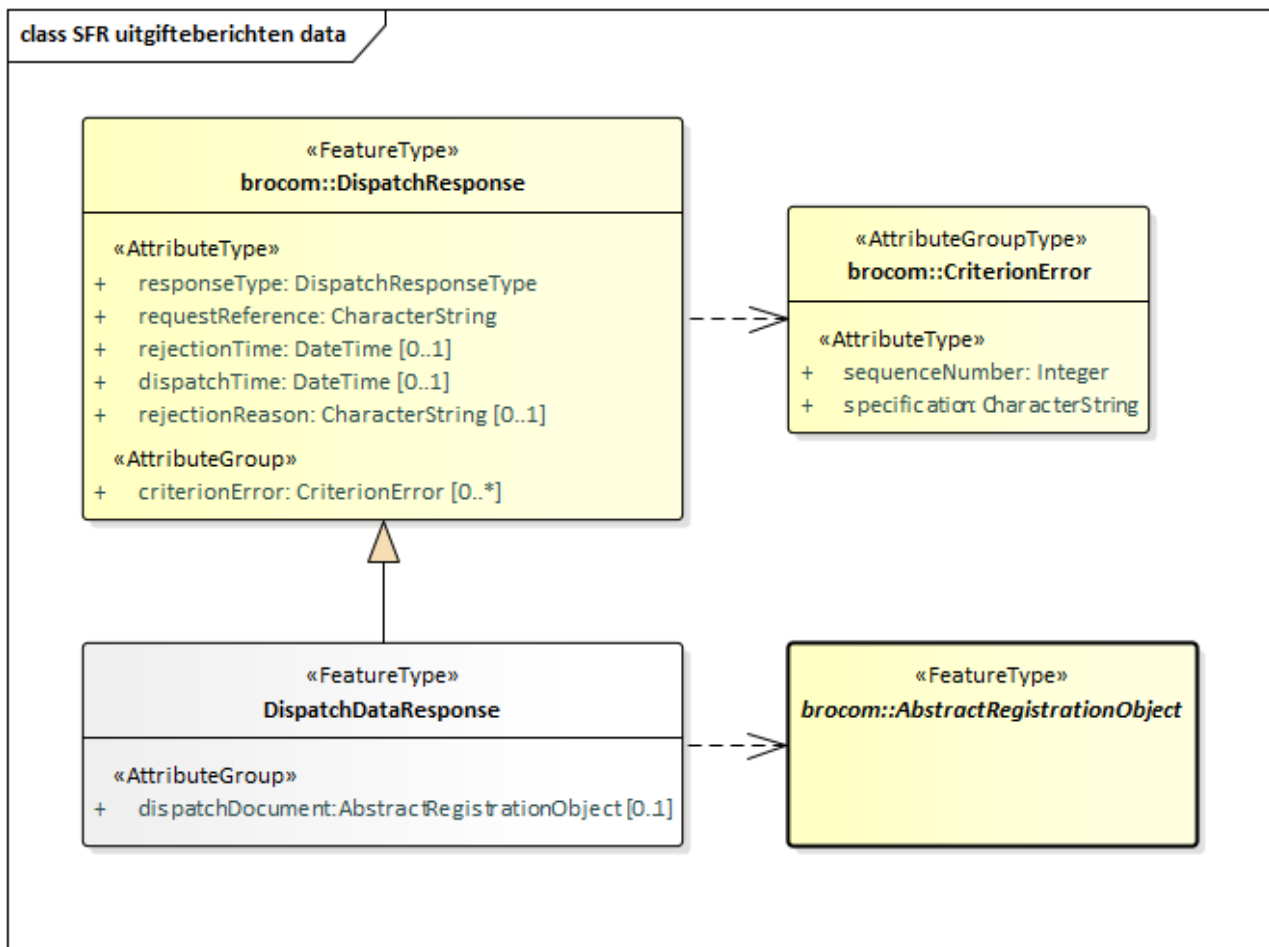 class SFR uitgifteberichten data
«FeatureType»
brocom::DispatchResponse
«AttributeType»
+ responseType: DispatchResponseType
+ requestReference: CharacterString
+ rejectionTime: DateTime [0..1]
+ dispatchTime: DateTime [0..1]
+ rejectionReason: CharacterString [0..1]
«AttributeGroup»
+ criterionError: CriterionError [0..*]
«AttributeGroupType»
brocom::CriterionError
«AttributeType»
+ sequenceNumber: Integer
+ specification: CharacterString
«FeatureType»
DispatchDataResponse
«AttributeGroup»
+ dispatchDocument:AbstractRegistrationObject [0..1]
«FeatureType»
brocom::AbstractRegistrationObject